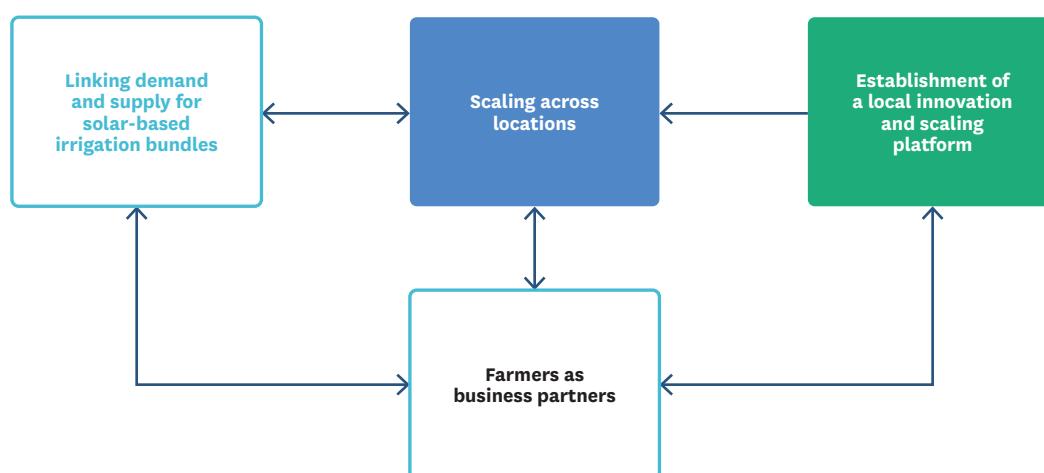 Linking demand
and supply for
solar-based
irrigation bundles
Scaling across
locations
Establishment of
a local innovation
and scaling
platform
Farmers as
business partners